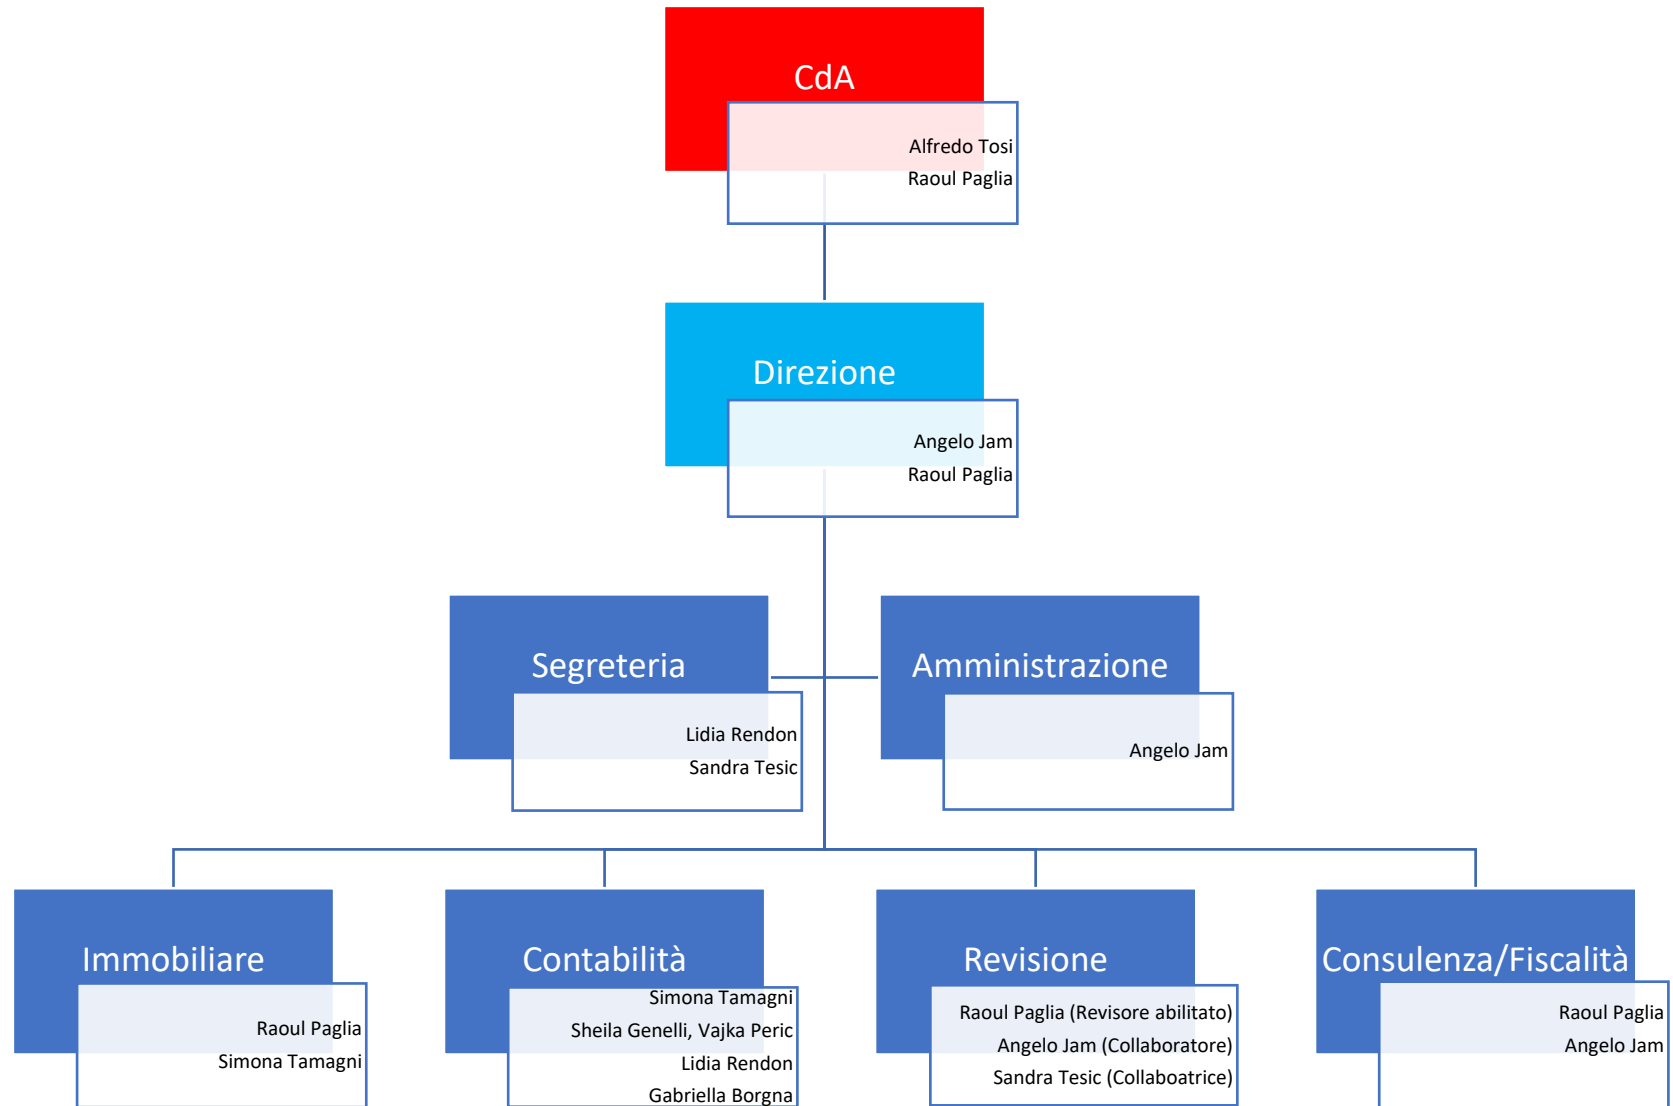 CdA
Alfredo Tosi
Raoul Paglia
Direzione
Angelo Jam
Raoul Paglia
Segreteria
Lidia Rendon
Sandra Tesic
Amministrazione
Angelo Jam
Immobiliare
Raoul Paglia
Simona Tamagni
Contabilità
Simona Tamagni
Sheila Genelli, Vajka Peric
Lidia Rendon
Gabriella Borgna
Revisione
Raoul Paglia (Revisore abilitato)
Angelo Jam (Collaboratore)
Sandra Tesic (Collaboatrice)
Consulenza/Fiscalità
Raoul Paglia
Angelo Jam